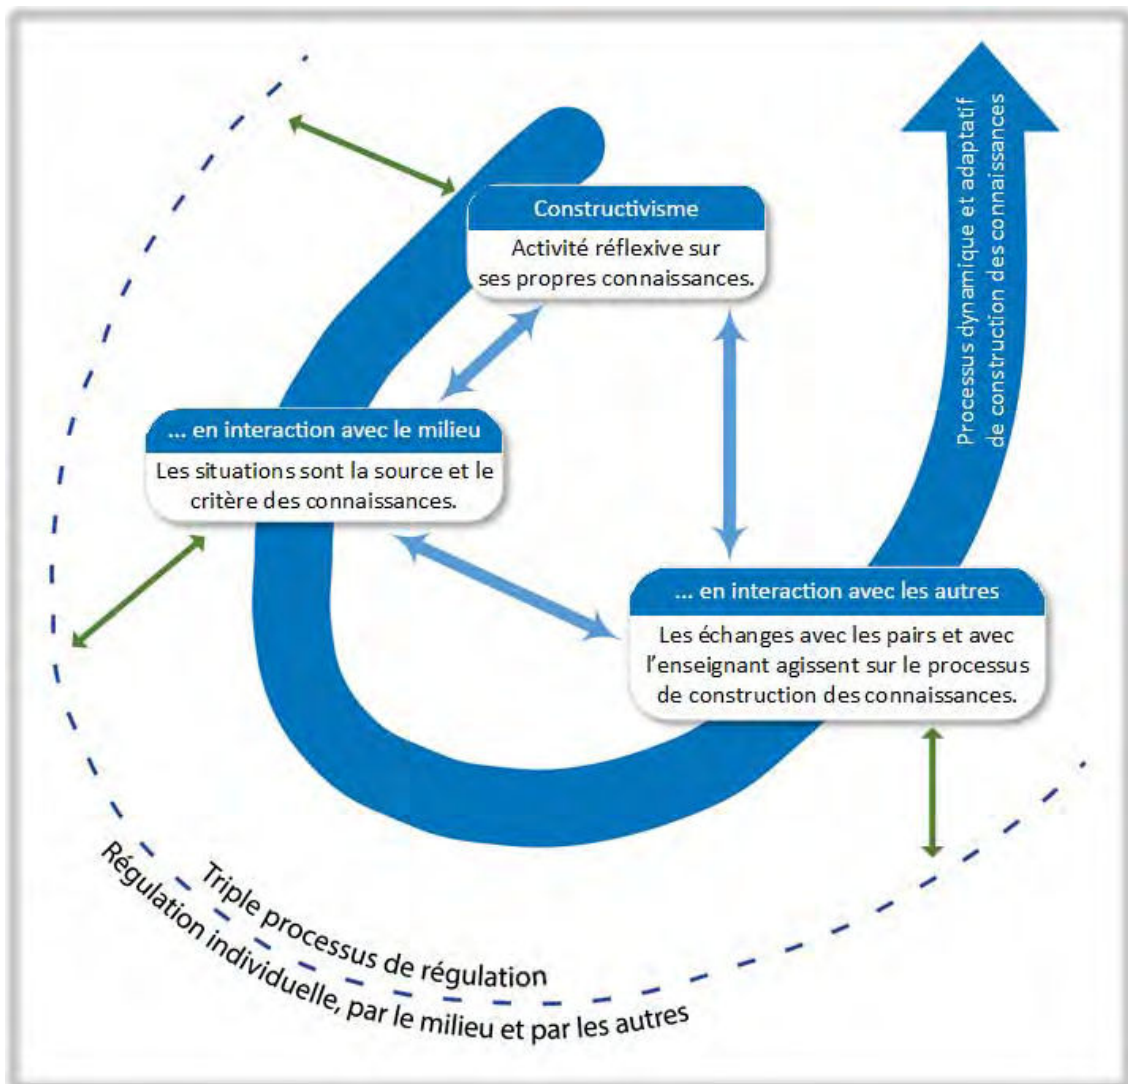 Constructivisme
Activité réflexive sur
ses propres connaissances.
... en interaction avec le milieu
Les situations sont la source et le
critère des connaissances.
... en interaction avec les autres
Les échanges avec les pairs et avec
l'enseignant agissent sur le processus
de construction des connaissances.
Processus dynamique et adaptatif
de construction des connaissances
Triple processus de régulation
Régulation individuelle, par le milieu et par les autres